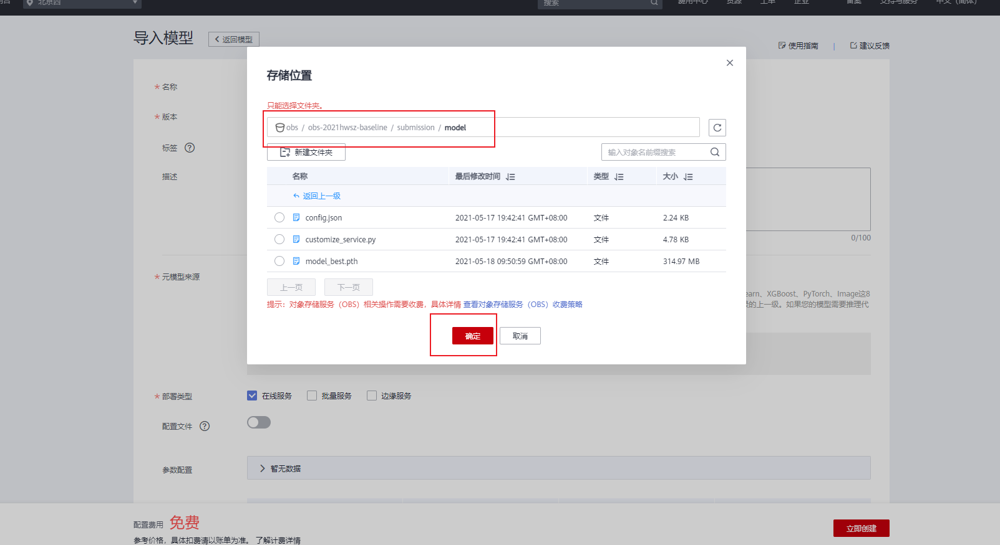 北京四
搜索 费用中心 资源 工单 企业 备案 支持与服务 中文（简体）
导入模型 返回模型
使用指南 | 建议反馈
* 名称
* 版本
标签 ?
描述
0/100
* 元模型来源
earn、XGBoost、PyTorch、Image这8
的上一级。如果您的模型需要推理代
存储位置
只能选择文件夹。
obs / obs-2021hwsz-baseline / submission / model
新建文件夹 输入对象名前缀搜索
名称 最后修改时间 类型 大小
返回上一级
config.json 2021-05-17 19:42:41 GMT+08:00 文件 2.24 KB
customize_service.py 2021-05-17 19:42:41 GMT+08:00 文件 4.78 KB
model_best.pth 2021-05-18 09:50:59 GMT+08:00 文件 314.97 MB
上一页 下一页
提示：对象存储服务（OBS）相关操作需要收费，具体详情 查看对象存储服务（OBS）收费策略
确定 取消
* 部署类型 在线服务 批量服务 边缘服务
配置文件 ?
参数配置 暂无数据
配置费用 免费
参考价格，具体扣费请以账单为准。 了解计费详情
立即创建